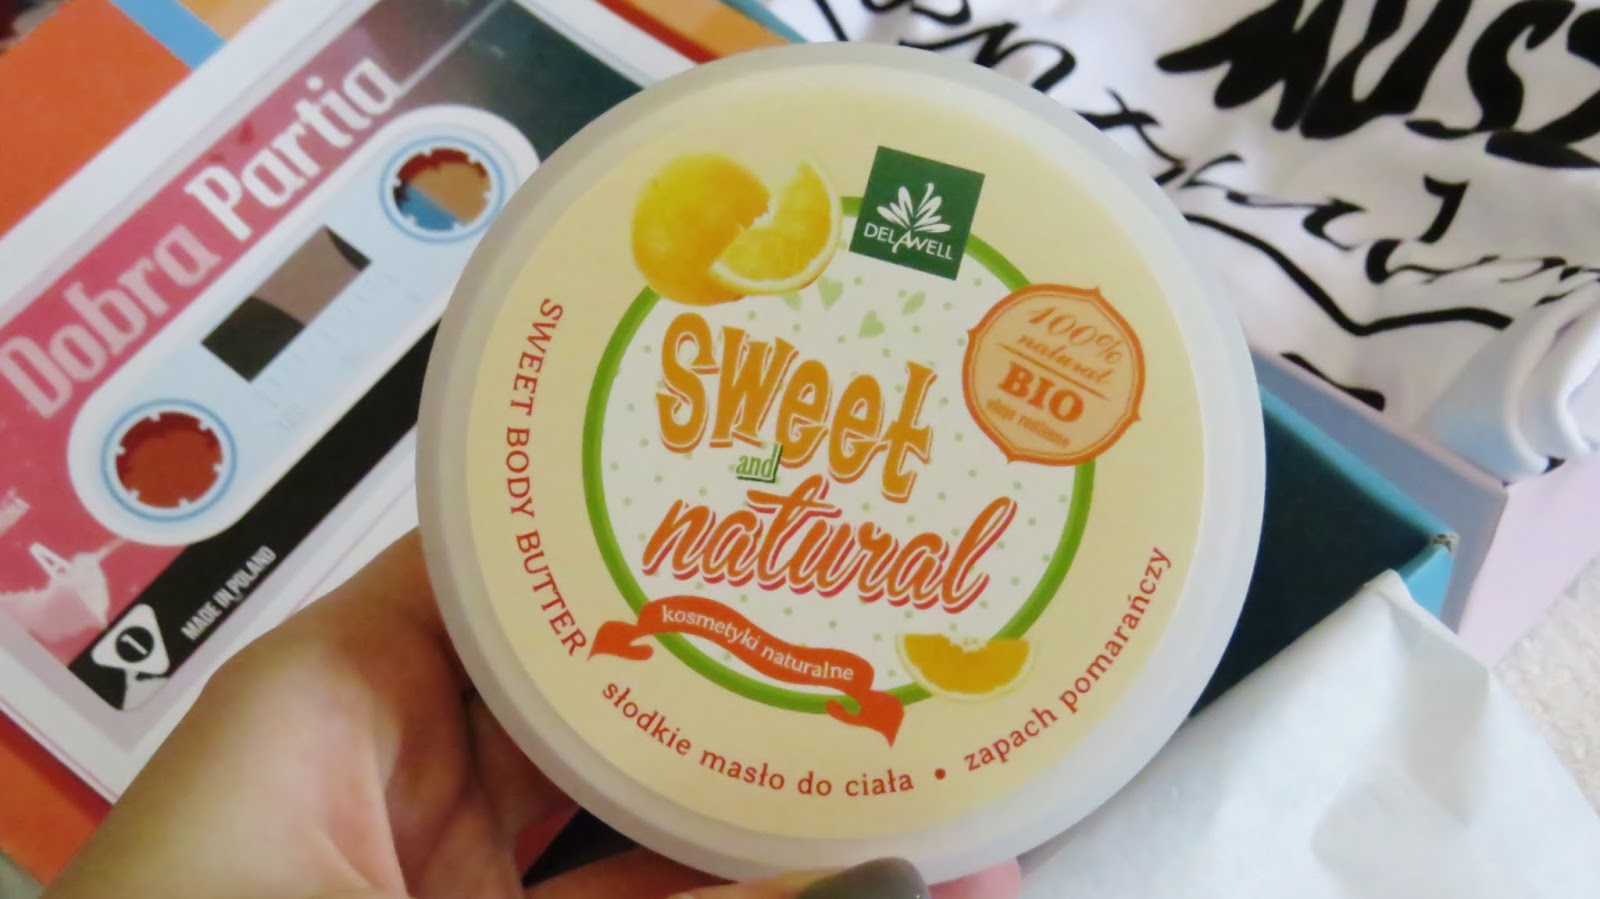 Dobra Partia
MADE IN POLAND
1
DELAWELL
SWEET BODY BUTTER
sweet
and
natural
100%
natural
BIO
kosmetyki naturalne
słodkie masło do ciała • zapach pomarańczy